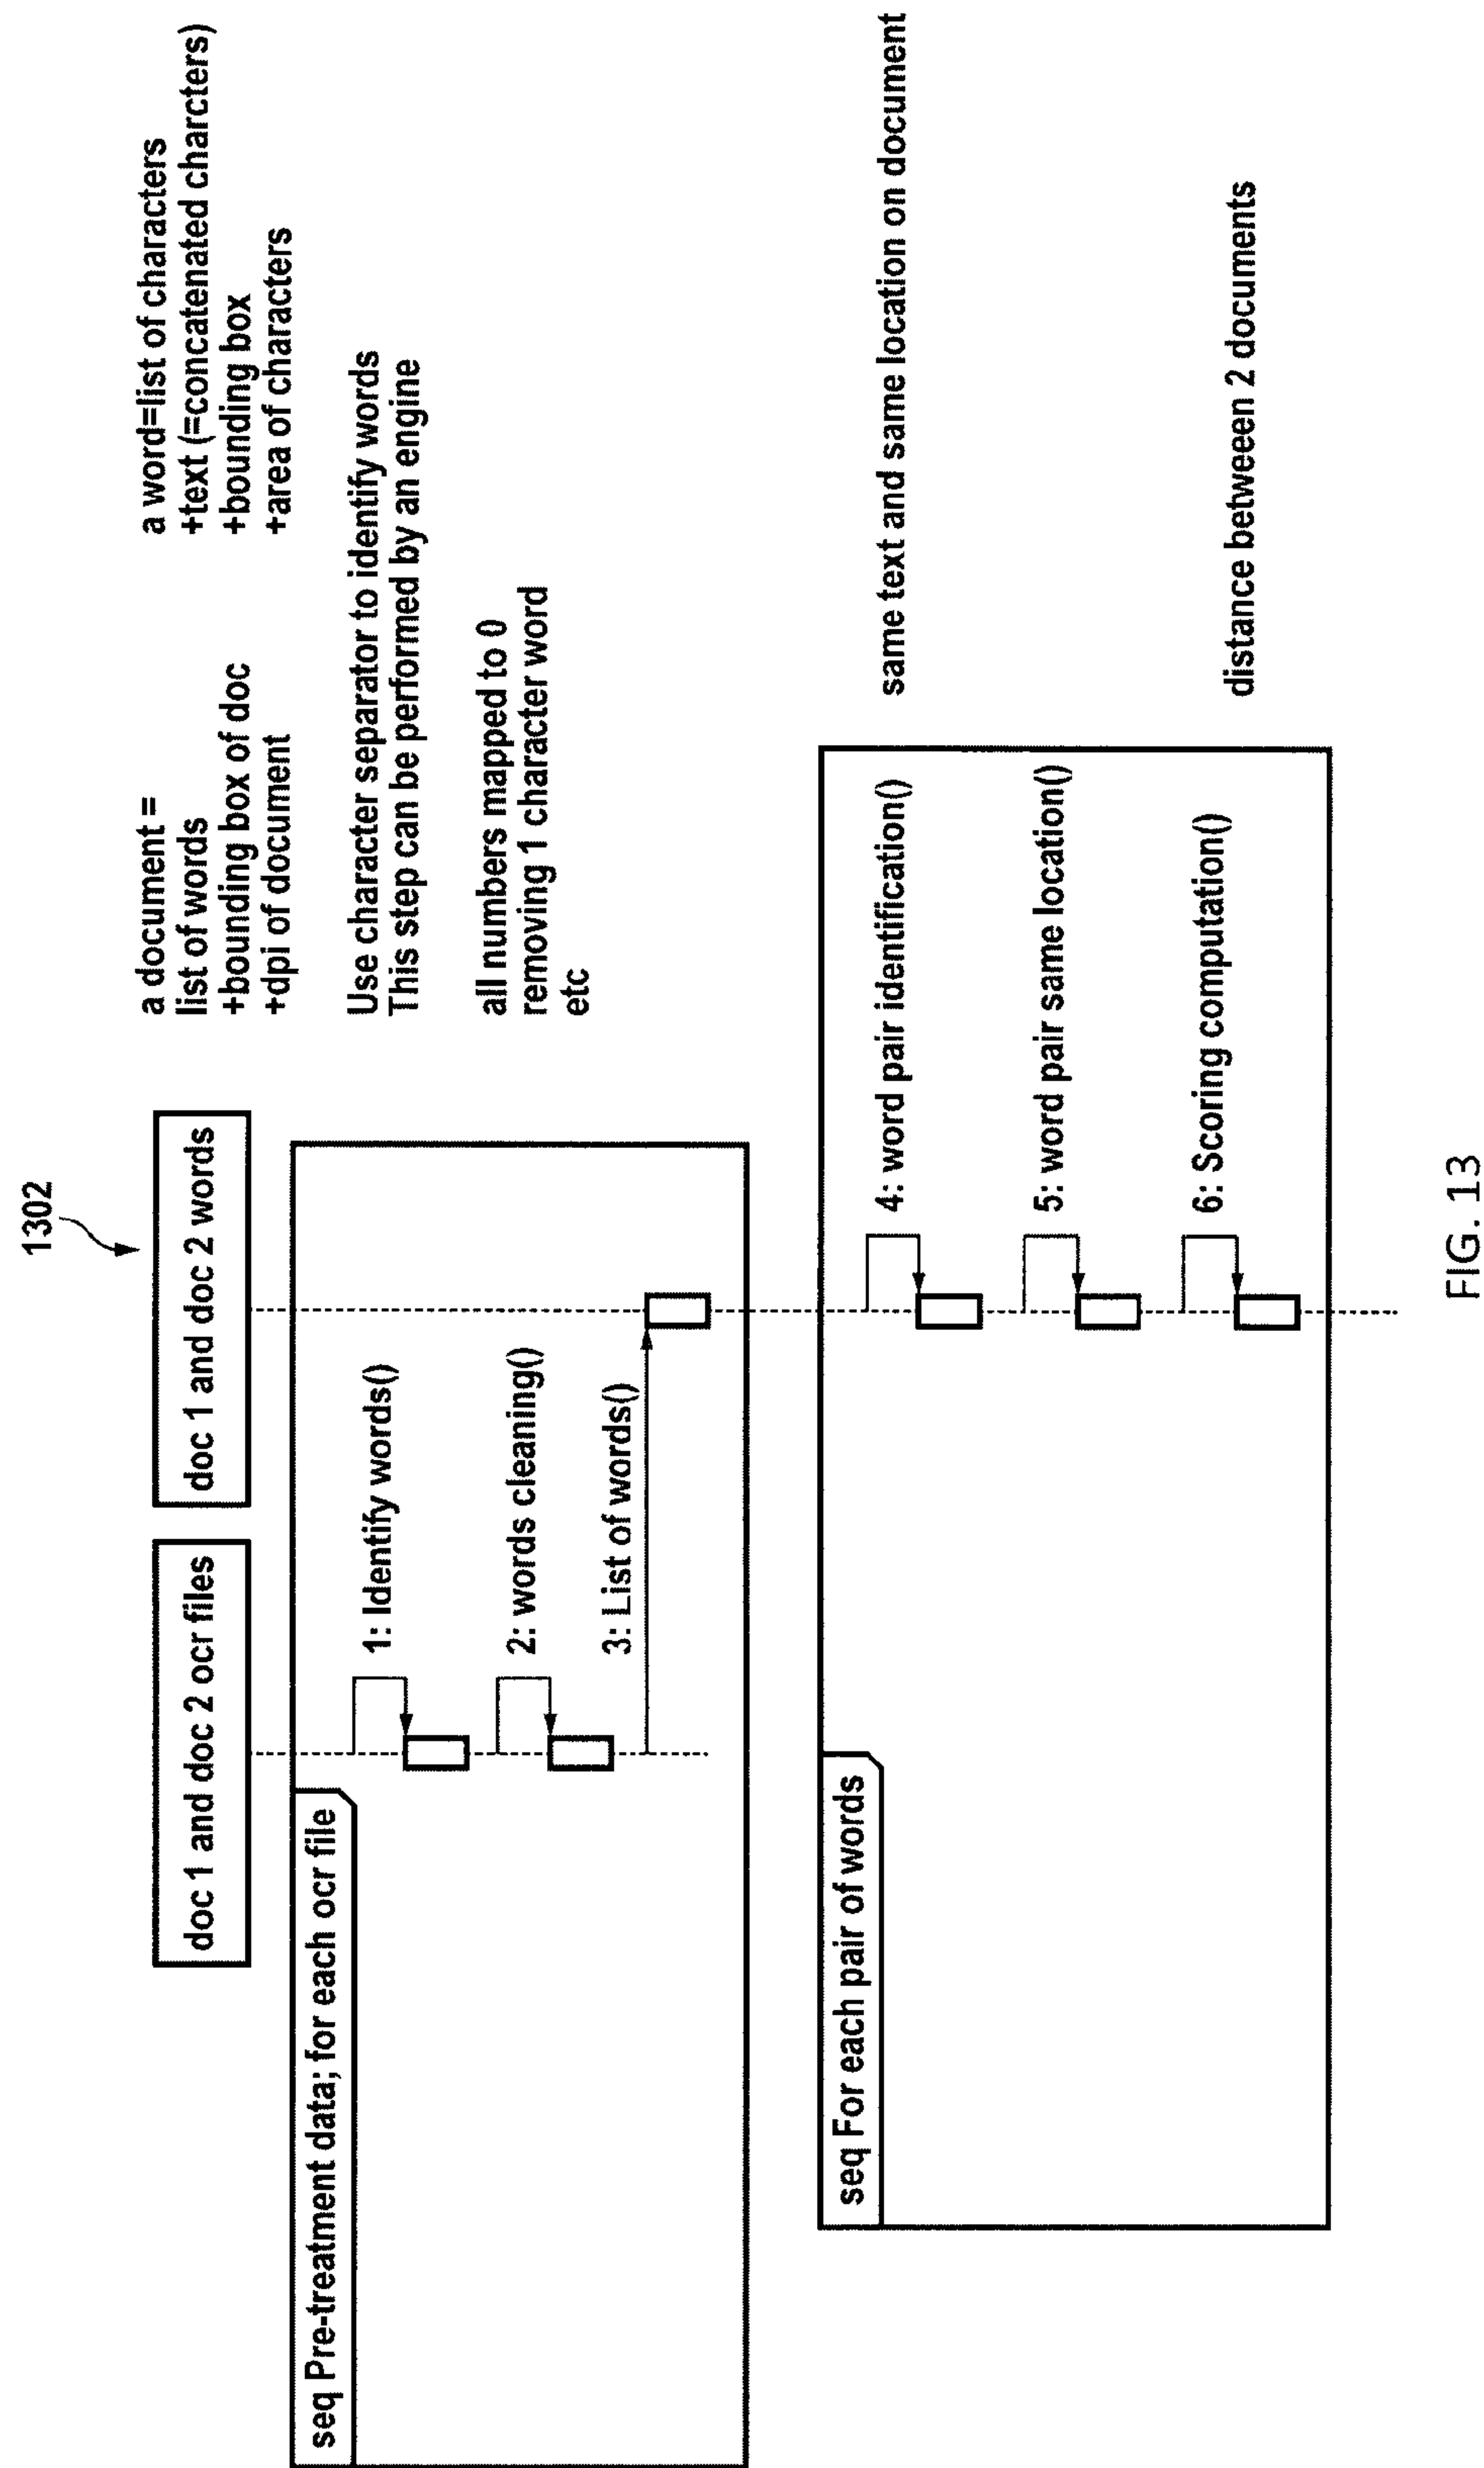 1302
doc 1 and doc 2 ocr files
doc 1 and doc 2 words
a document =
list of words
+bounding box of doc
+dpi of document
a word=list of characters
+text (=concatenated charcters)
+bounding box
+area of characters
seq Pre-treatment data; for each ocr file
1: Identify words()
Use character separator to identify words
This step can be performed by an engine
2: words cleaning()
all numbers mapped to 0
removing 1 character word
etc
3: List of words()
seq For each pair of words
4: word pair identification()
same text and same location on document
5: word pair same location()
6: Scoring computation()
distance betweeen 2 documents
FIG. 13